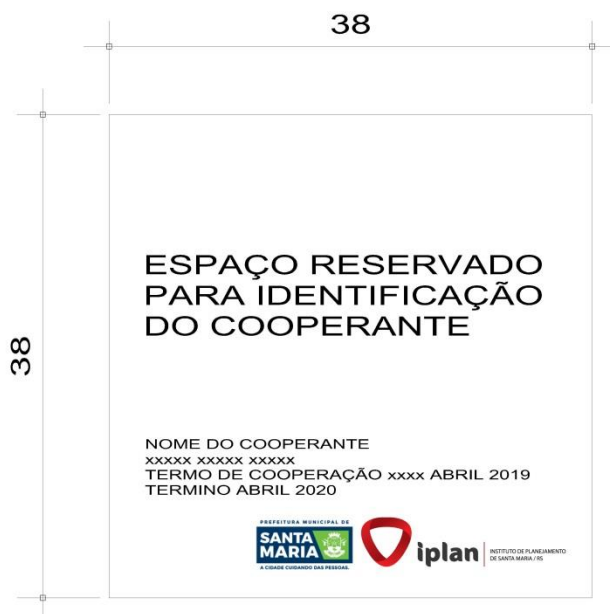 38
38
ESPAÇO RESERVADO
PARA IDENTIFICAÇÃO
DO COOPERANTE
NOME DO COOPERANTE
xxxxx xxxxx xxxxx
TERMO DE COOPERAÇÃO xxxx ABRIL 2019
TERMINO ABRIL 2020
PREFEITURA MUNICIPAL DE
SANTA
MARIA
A CIDADE CUIDANDO DAS PESSOAS.
iplan
INSTITUTO DE PLANEJAMENTO
DE SANTA MARIA / RS